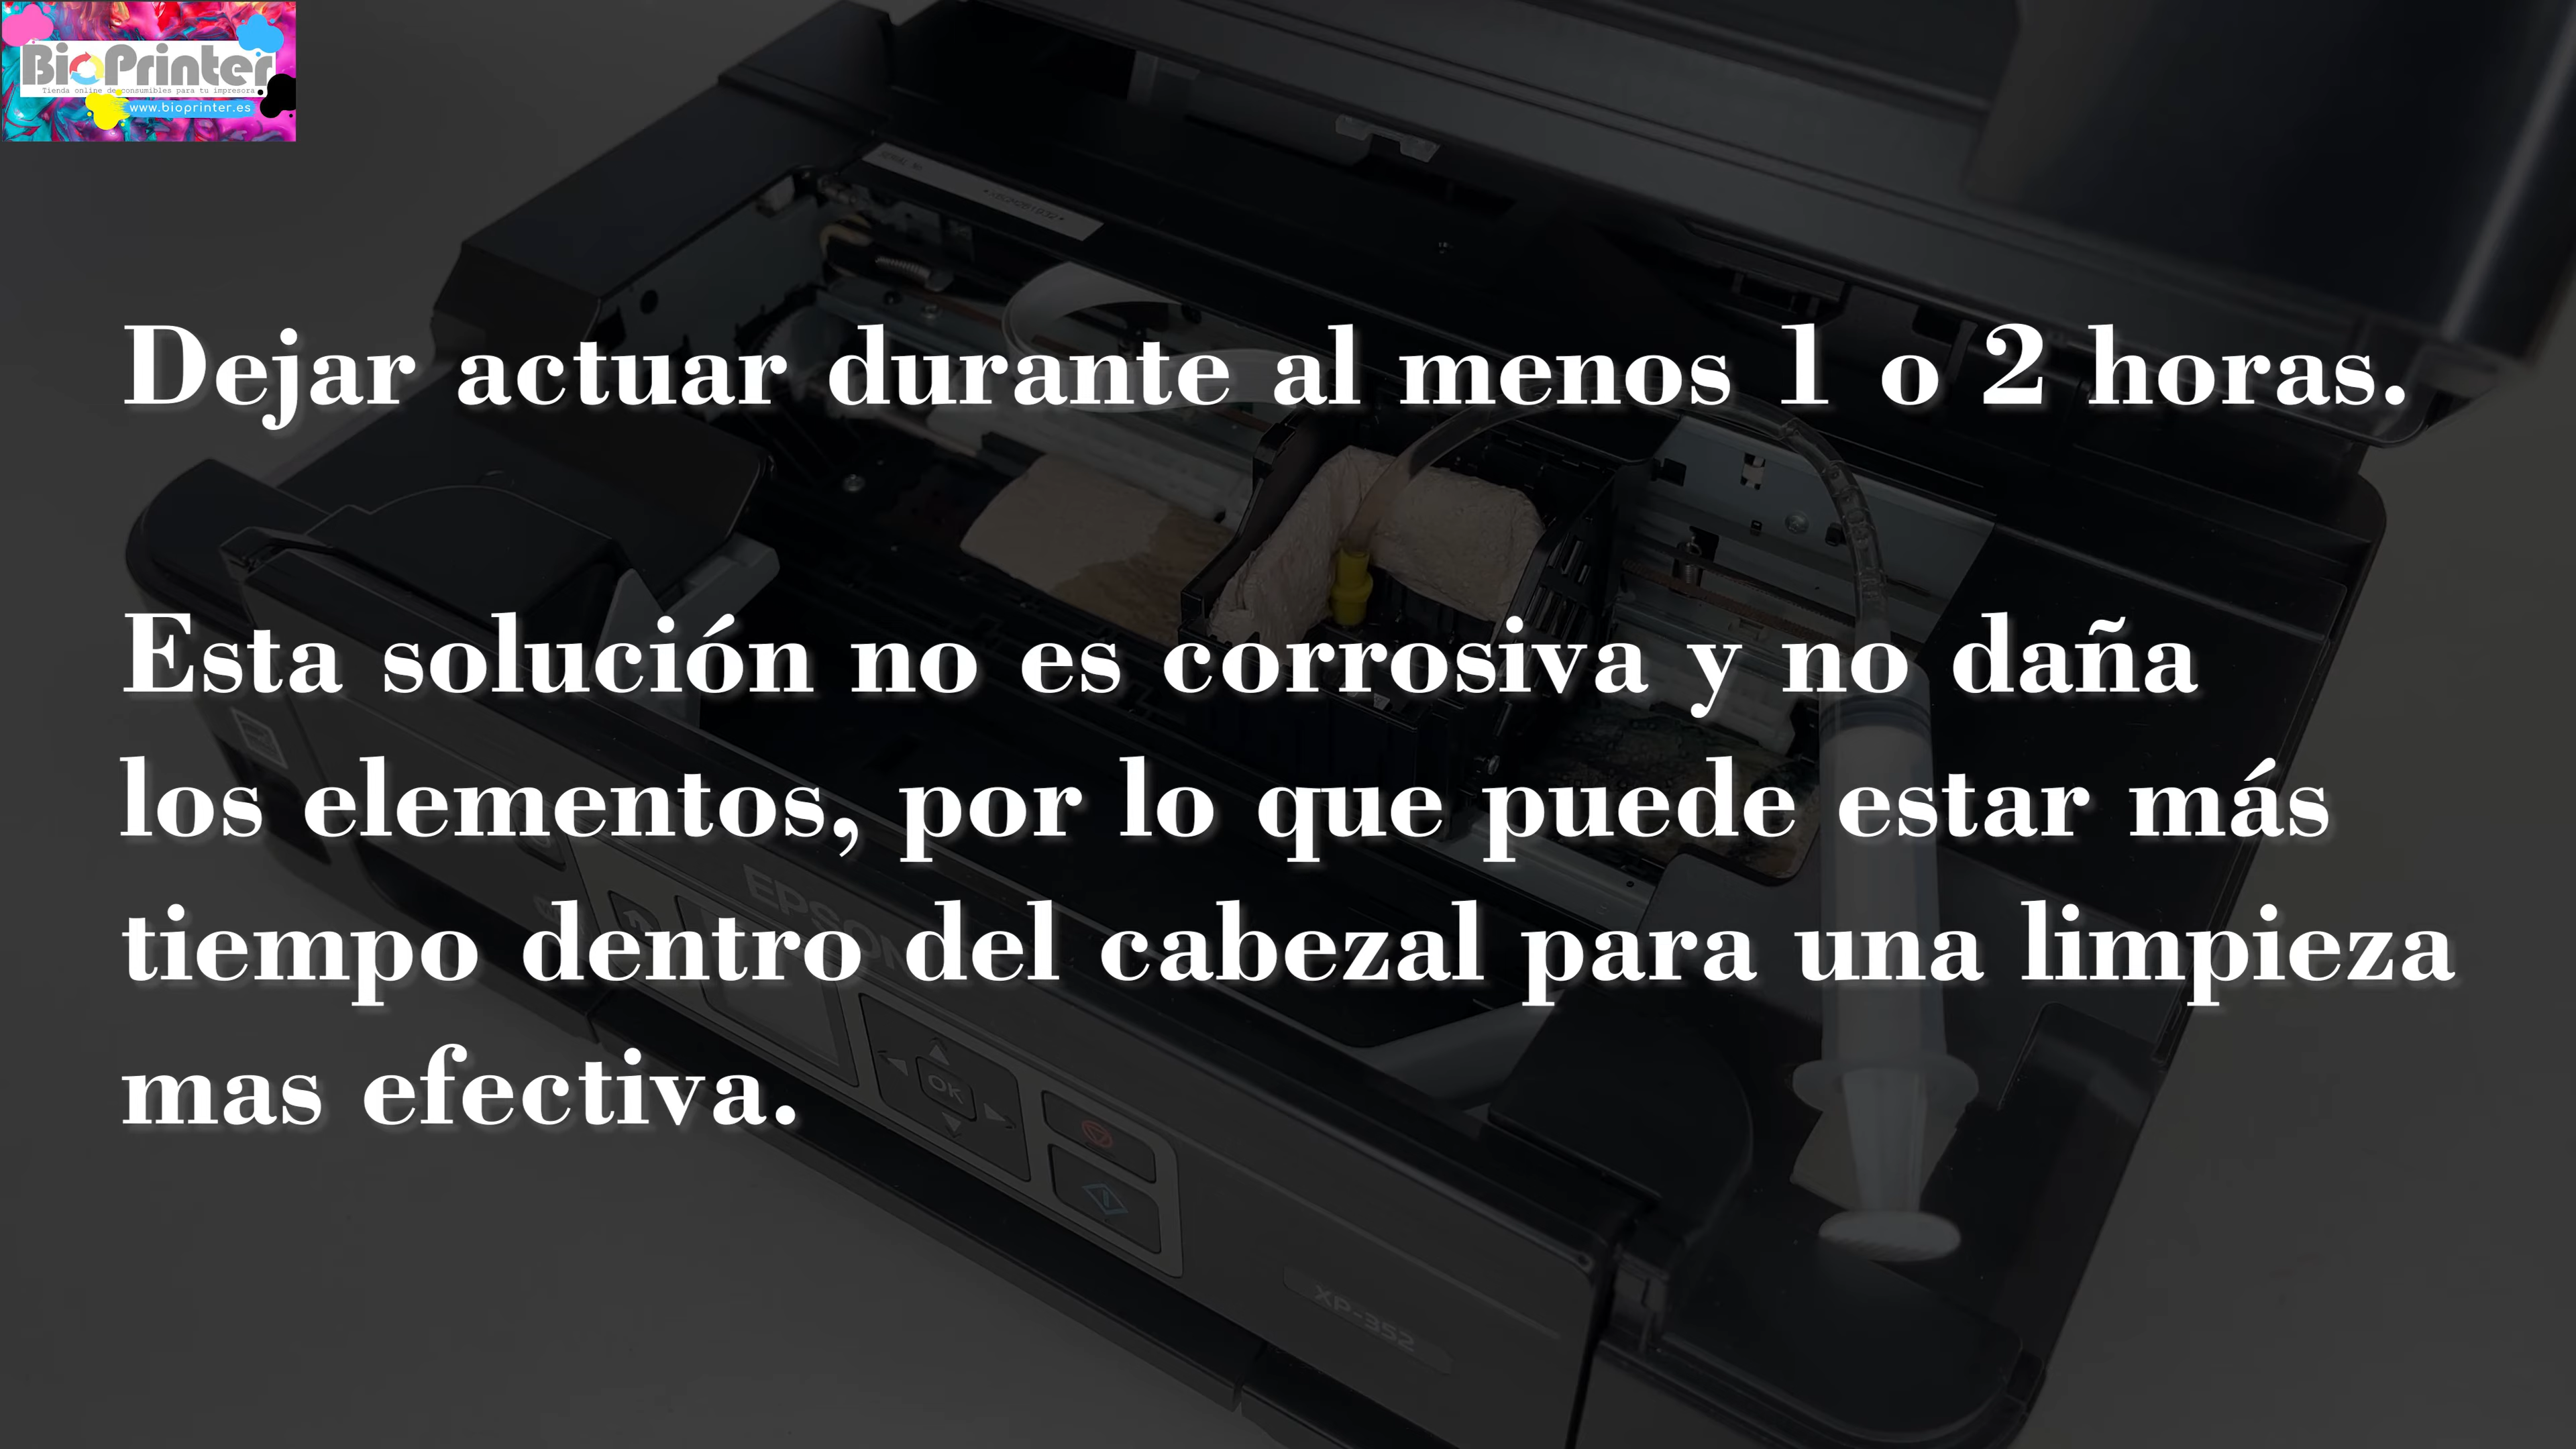 BioPrinter
Tienda online de consumibles para tu impresora
www.bioprinter.es
Dejar actuar durante al menos 1 o 2 horas.
Esta solución no es corrosiva y no daña
los elementos, por lo que puede estar más
tiempo dentro del cabezal para una limpieza
mas efectiva.
EPSON
OK
XP-352